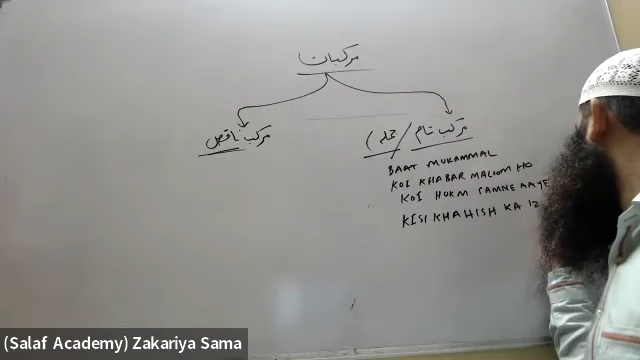 مرکبات
مرکب تام / جملہ )
مرکب ناقص
BAAT MUKAMMAL
KOI KHABAR MALOOM HO
KOI HUKM SAMNE AAYE
KISI KHAHISH KA IZ
(Salaf Academy) Zakariya Sama